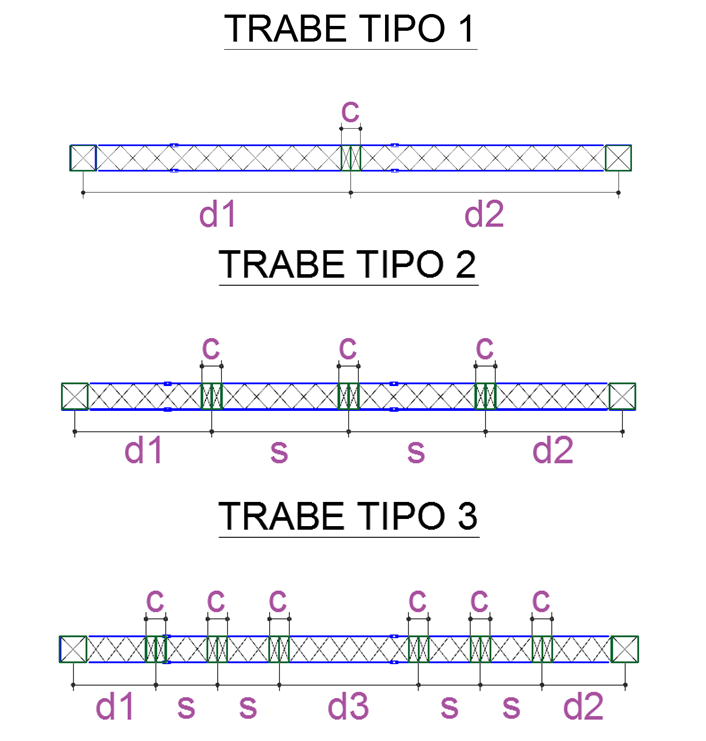 TRABE TIPO 1
c
d1 d2
TRABE TIPO 2
c c c
d1 s s d2
TRABE TIPO 3
c c c c c c
d1 s s d3 s s d2